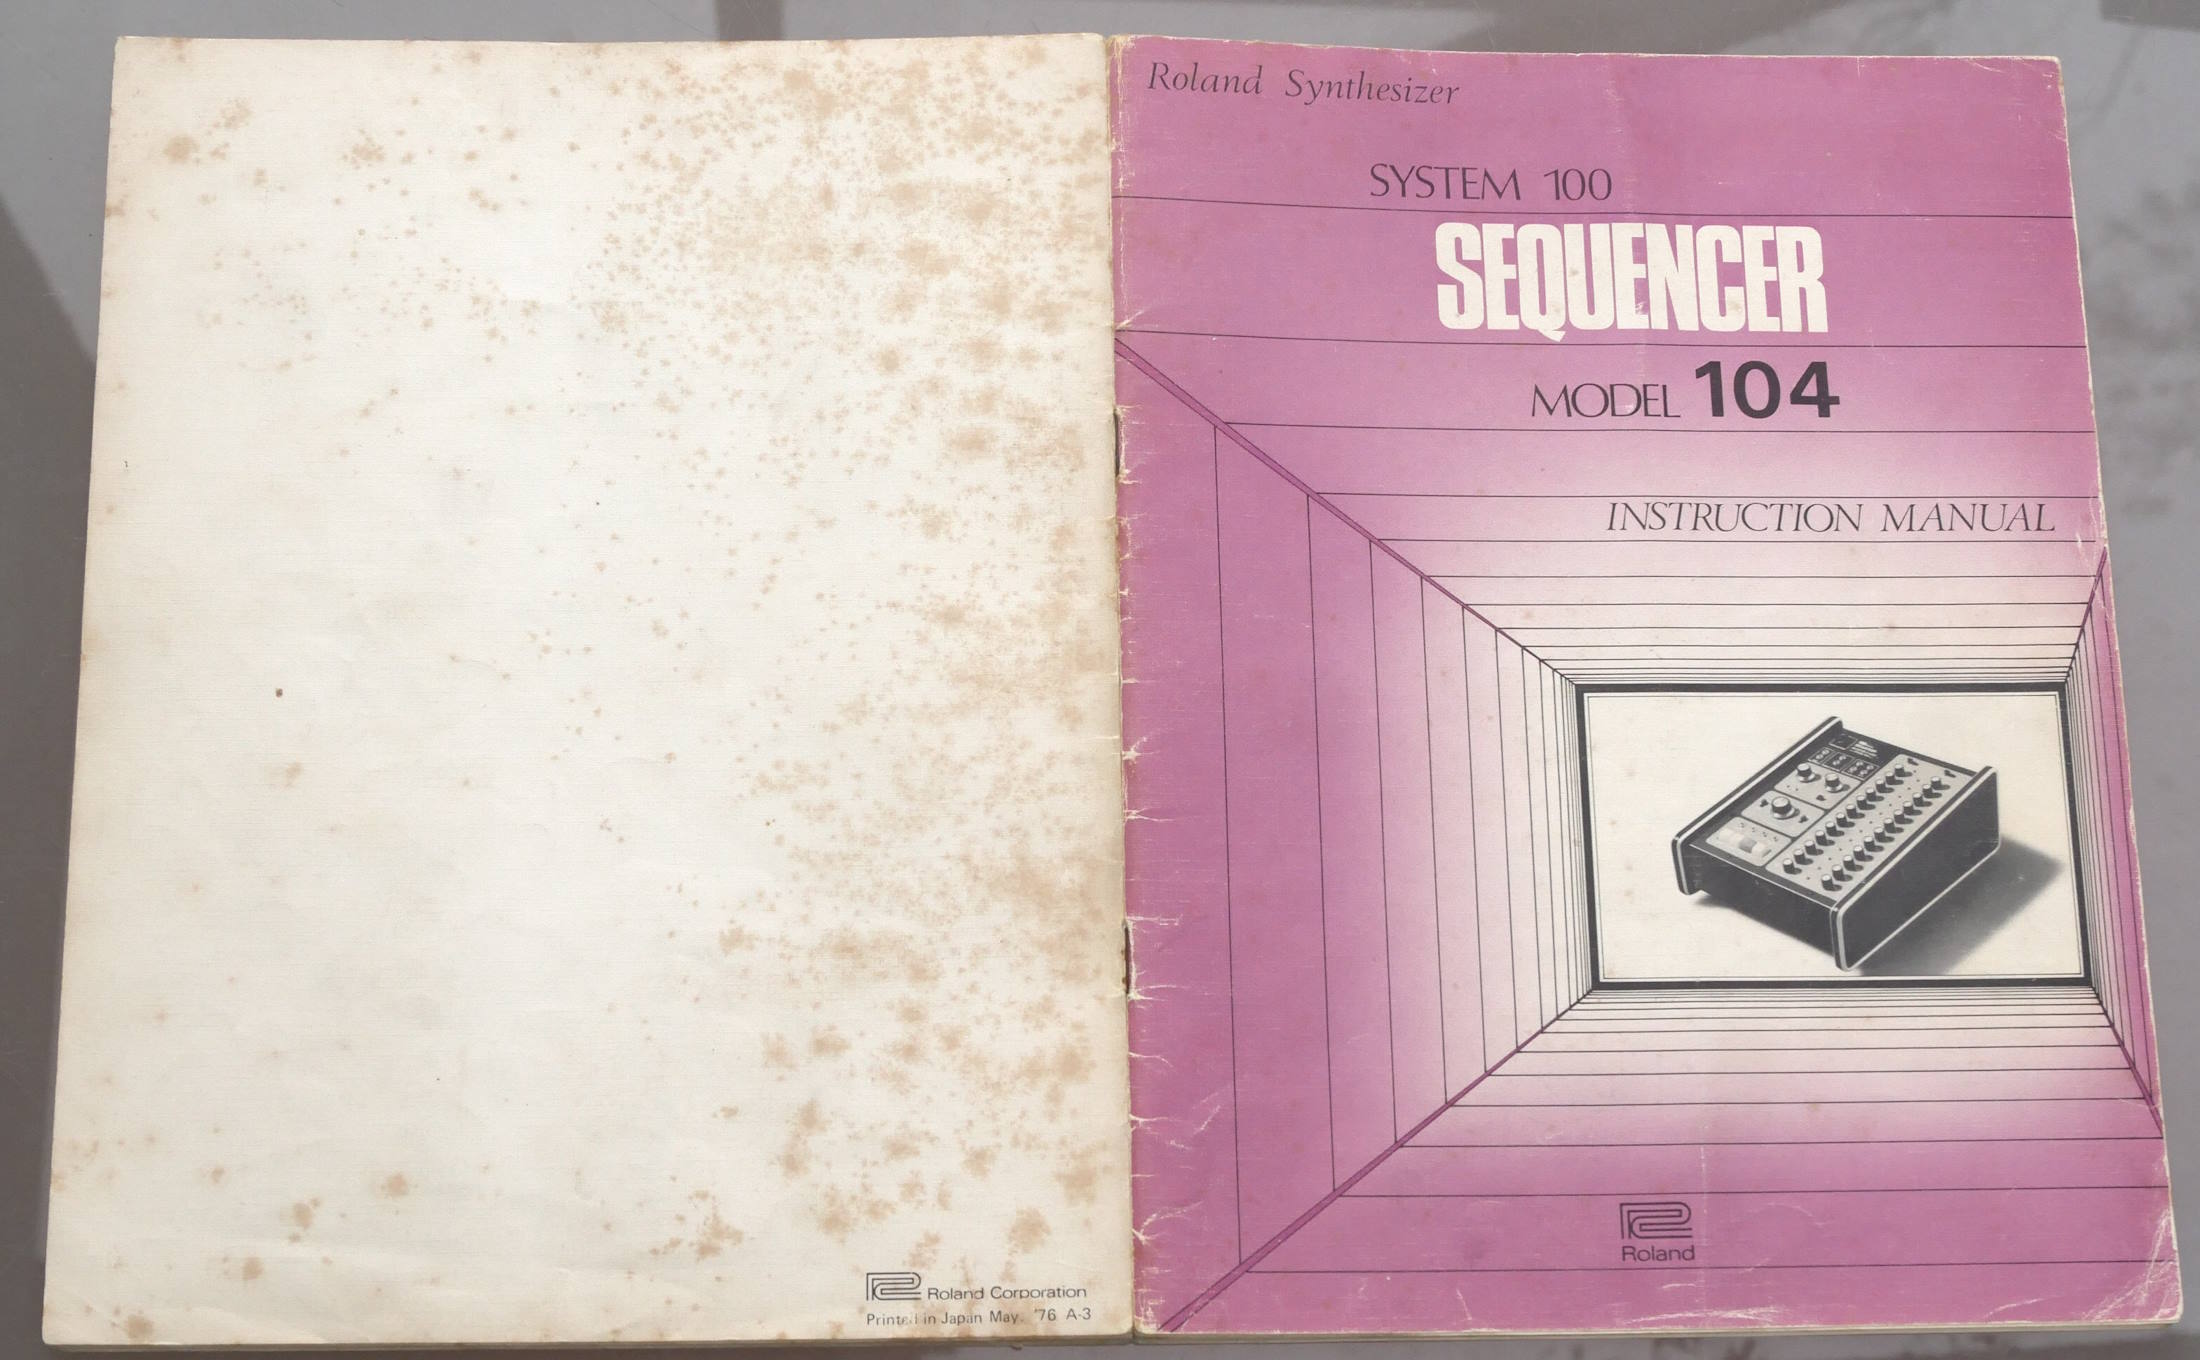 Roland Synthesizer
SYSTEM 100
SEQUENCER
MODEL 104
INSTRUCTION MANUAL
Roland
Roland Corporation
Printed in Japan May. '76 A-3